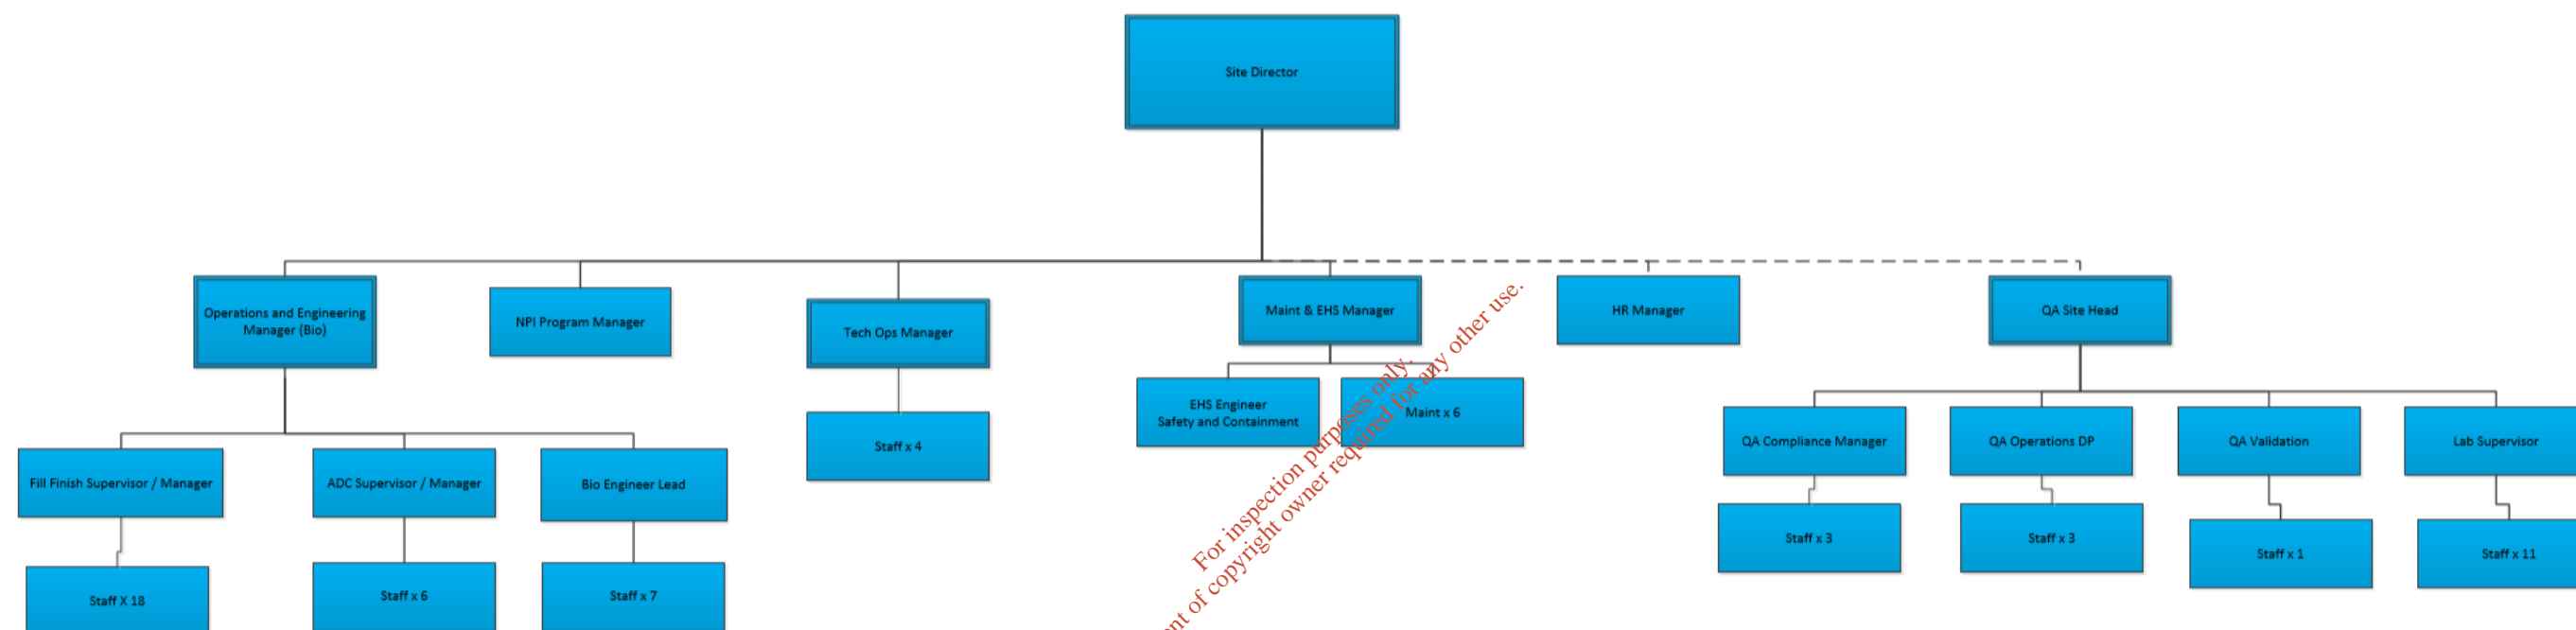 Site Director
Operations and Engineering
Manager (Bio)
NPI Program Manager
Tech Ops Manager
Maint & EHS Manager
HR Manager
QA Site Head
EHS Engineer
Safety and Containment
Maint x 6
Staff x 4
QA Compliance Manager
QA Operations DP
QA Validation
Lab Supervisor
Fill Finish Supervisor / Manager
ADC Supervisor / Manager
Bio Engineer Lead
Staff x 3
Staff x 3
Staff x 1
Staff x 11
Staff X 18
Staff x 6
Staff x 7
For inspection purposes only.
of copyright owner required for any other use.